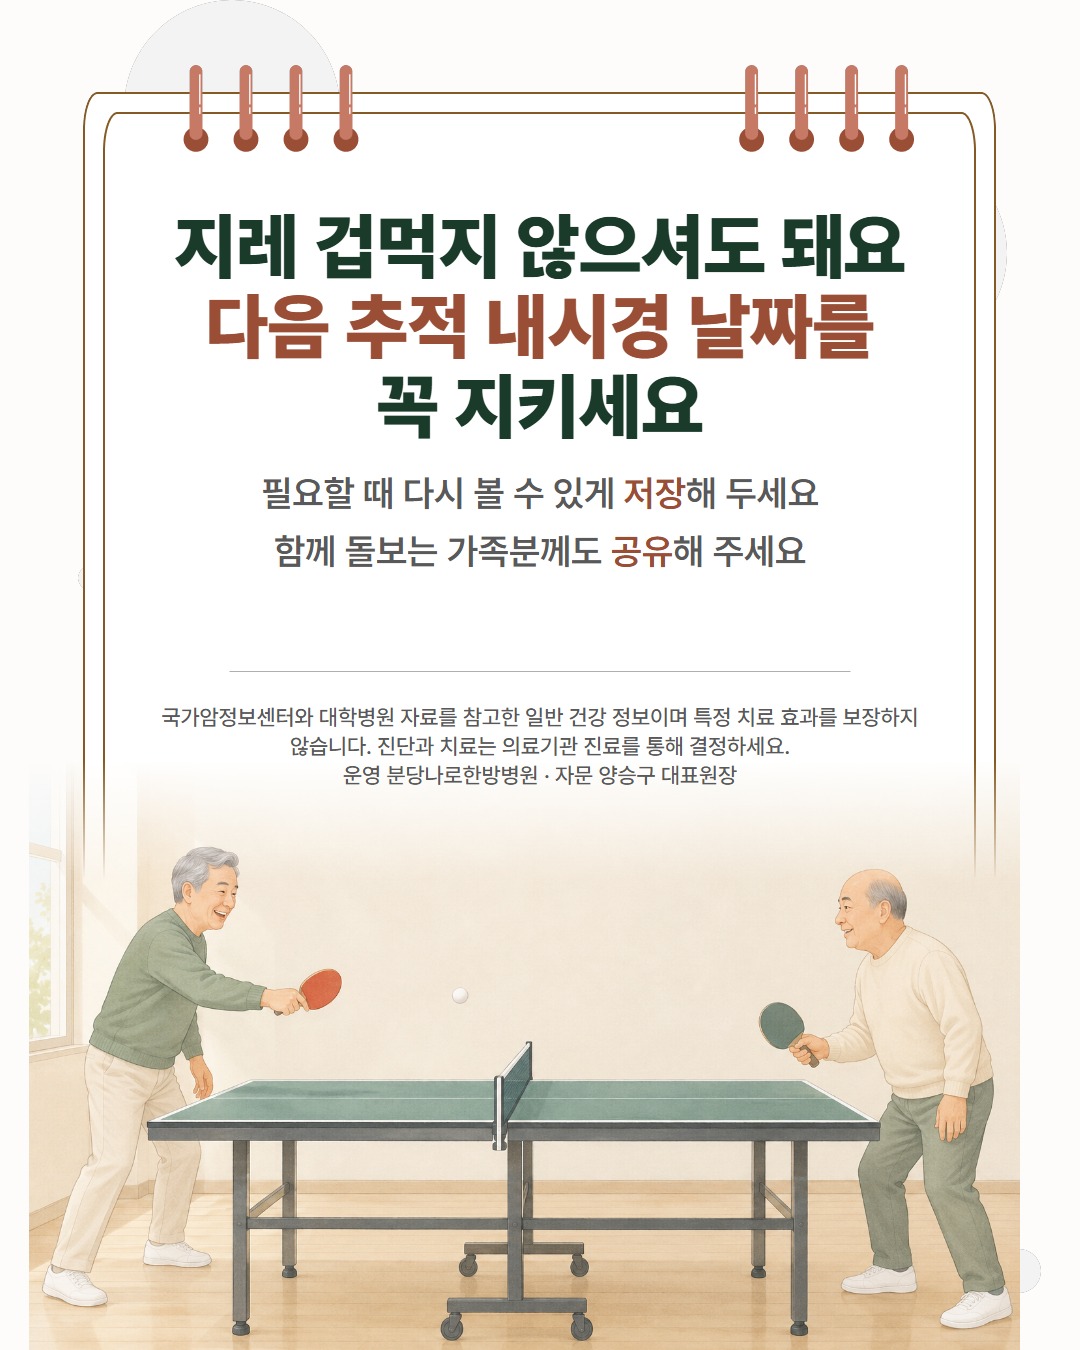 지레 겁먹지 않으셔도 돼요
다음 추적 내시경 날짜를
꼭 지키세요
필요할 때 다시 볼 수 있게 저장해 두세요
함께 돌보는 가족분께도 공유해 주세요
국가암정보센터와 대학병원 자료를 참고한 일반 건강 정보이며 특정 치료 효과를 보장하지
않습니다. 진단과 치료는 의료기관 진료를 통해 결정하세요.
운영 분당나로한방병원 · 자문 양승구 대표원장